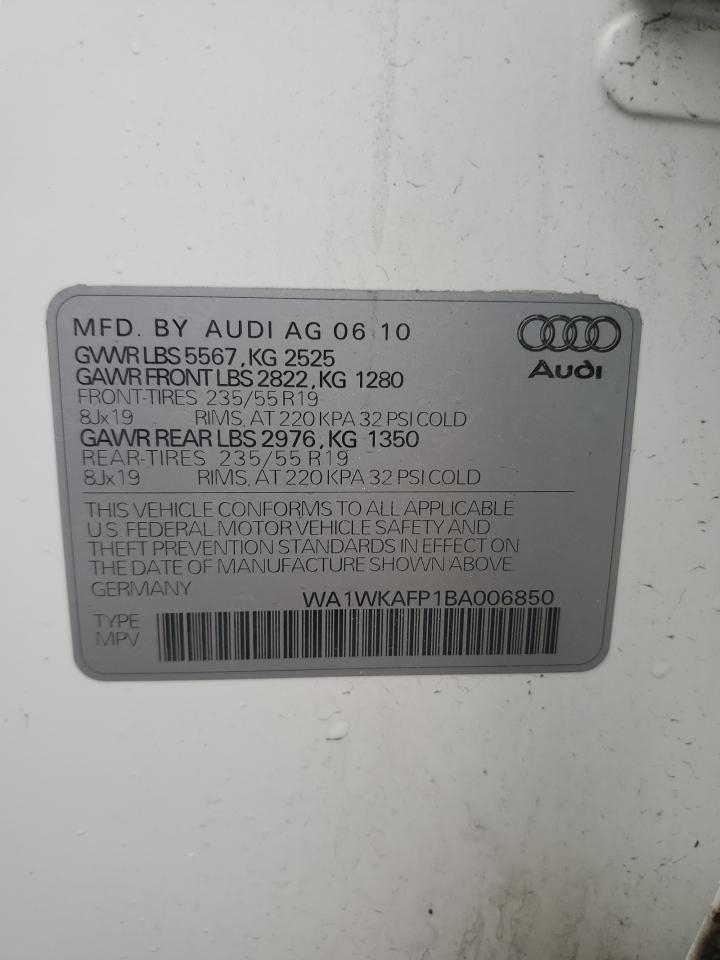 MFD. BY AUDI AG 06 10
GVWR LBS 5567, KG 2525
GAWR FRONT LBS 2822, KG 1280
FRONT-TIRES 235/55 R19
8Jx19 RIMS, AT 220 KPA 32 PSI COLD
GAWR REAR LBS 2976, KG 1350
REAR-TIRES 235/55 R19
8Jx19 RIMS, AT 220 KPA 32 PSI COLD
Audi
THIS VEHICLE CONFORMS TO ALL APPLICABLE
U.S. FEDERAL MOTOR VEHICLE SAFETY AND
THEFT PREVENTION STANDARDS IN EFFECT ON
THE DATE OF MANUFACTURE SHOWN ABOVE.
GERMANY WA1WKAFP1BA006850
TYPE
MPV